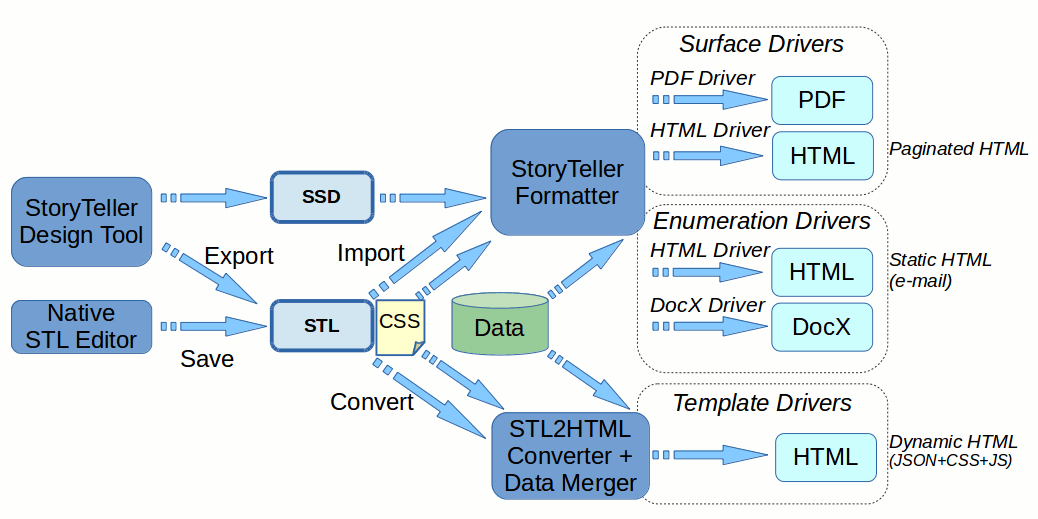 Surface Drivers
PDF Driver
PDF
HTML Driver
HTML
Paginated HTML
StoryTeller
Formatter
StoryTeller
Design Tool
SSD
Export
Import
Enumeration Drivers
HTML Driver
HTML
Static HTML
(e-mail)
DocX Driver
DocX
Native
STL Editor
Save
STL
CSS
Data
Convert
Template Drivers
STL2HTML
Converter +
Data Merger
HTML
Dynamic HTML
(JSON+CSS+JS)